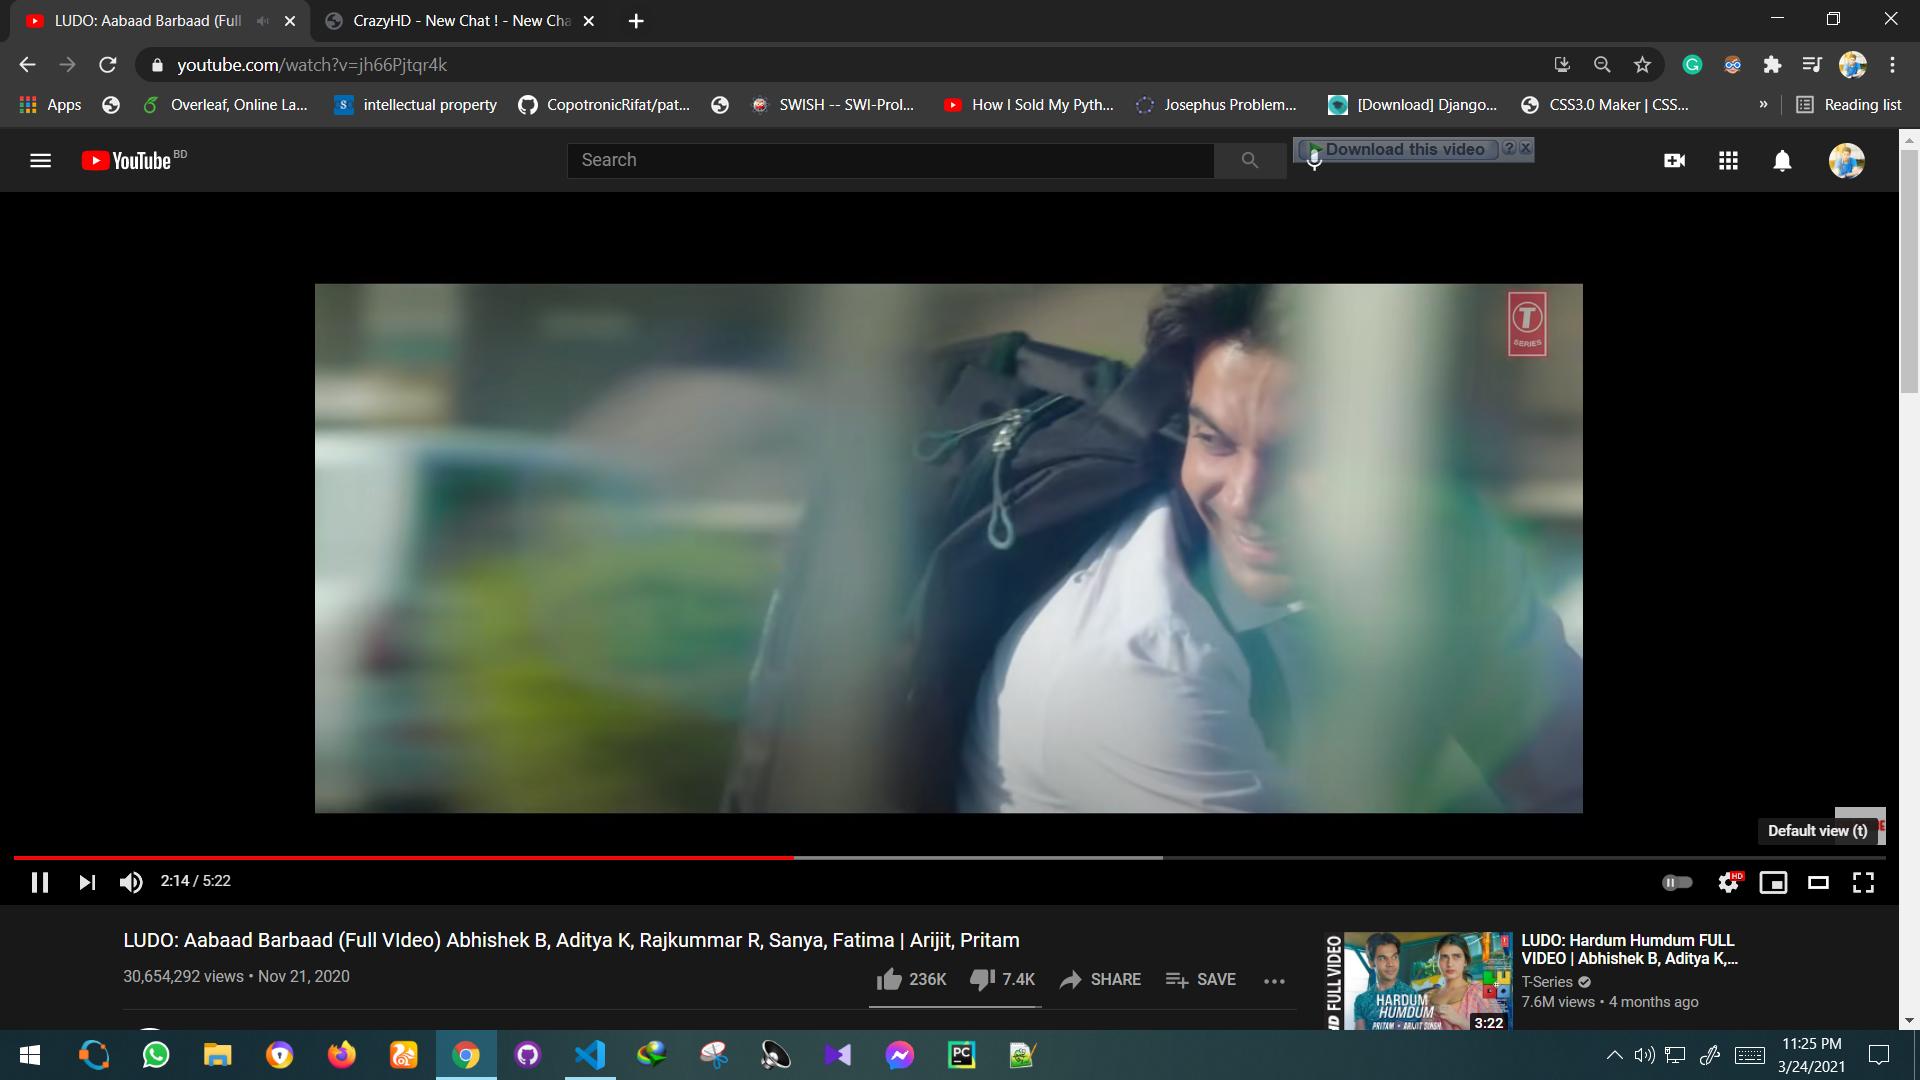 LUDO: Aabaad Barbaad (Full
CrazyHD - New Chat ! - New Cha
youtube.com/watch?v=jh66Pjtqr4k
Apps
Overleaf, Online La...
intellectual property
CopotronicRifat/pat...
SWISH -- SWI-Prol...
How I Sold My Pyth...
Josephus Problem...
[Download] Django...
CSS3.0 Maker | CSS...
»
Reading list
YouTube BD
Search
Download this video
T
SERIES
Default view (t)
2:14 / 5:22
HD
LUDO: Aabaad Barbaad (Full VIdeo) Abhishek B, Aditya K, Rajkummar R, Sanya, Fatima | Arijit, Pritam
30,654,292 views • Nov 21, 2020
236K
7.4K
SHARE
SAVE
HD FULL VIDEO
HARDUM
HUMDUM
PRITAM • ARIJIT SINGH
3:22
LUDO: Hardum Humdum FULL
VIDEO | Abhishek B, Aditya K,...
T-Series
7.6M views • 4 months ago
PC
11:25 PM
3/24/2021